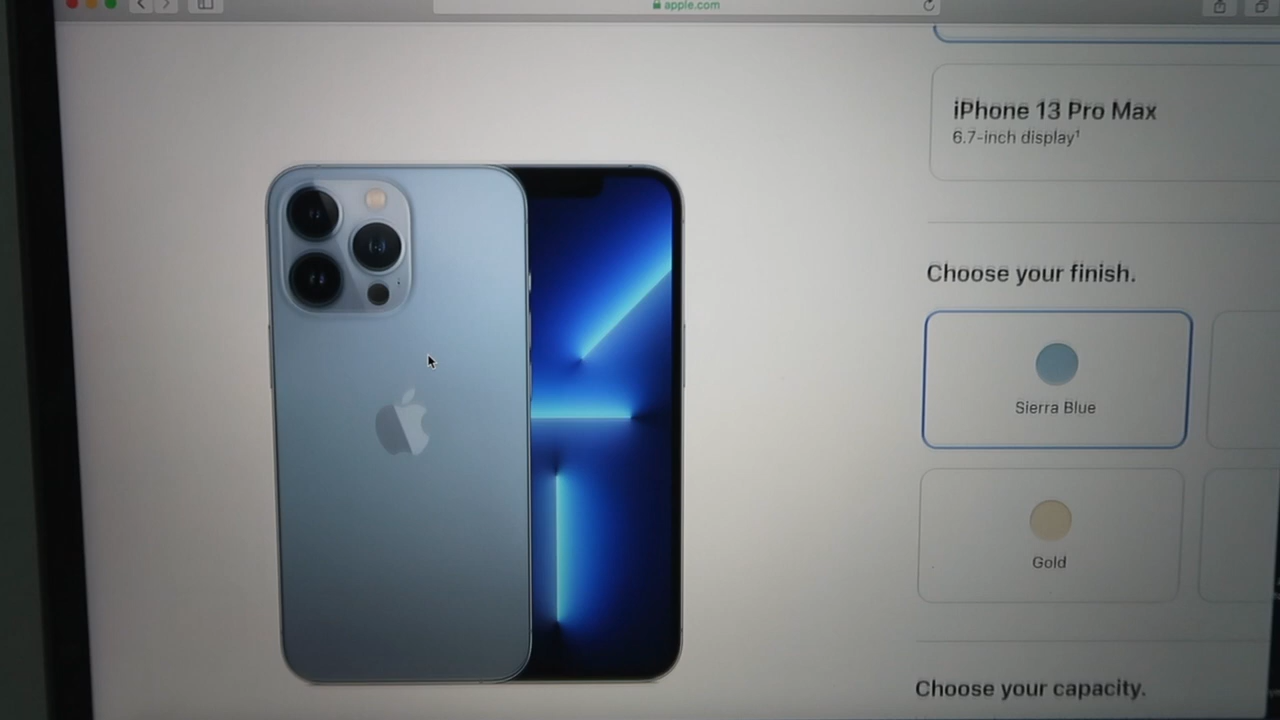 apple.com
iPhone 13 Pro Max
6.7-inch display¹
Choose your finish.
Sierra Blue
Gold
Choose your capacity.